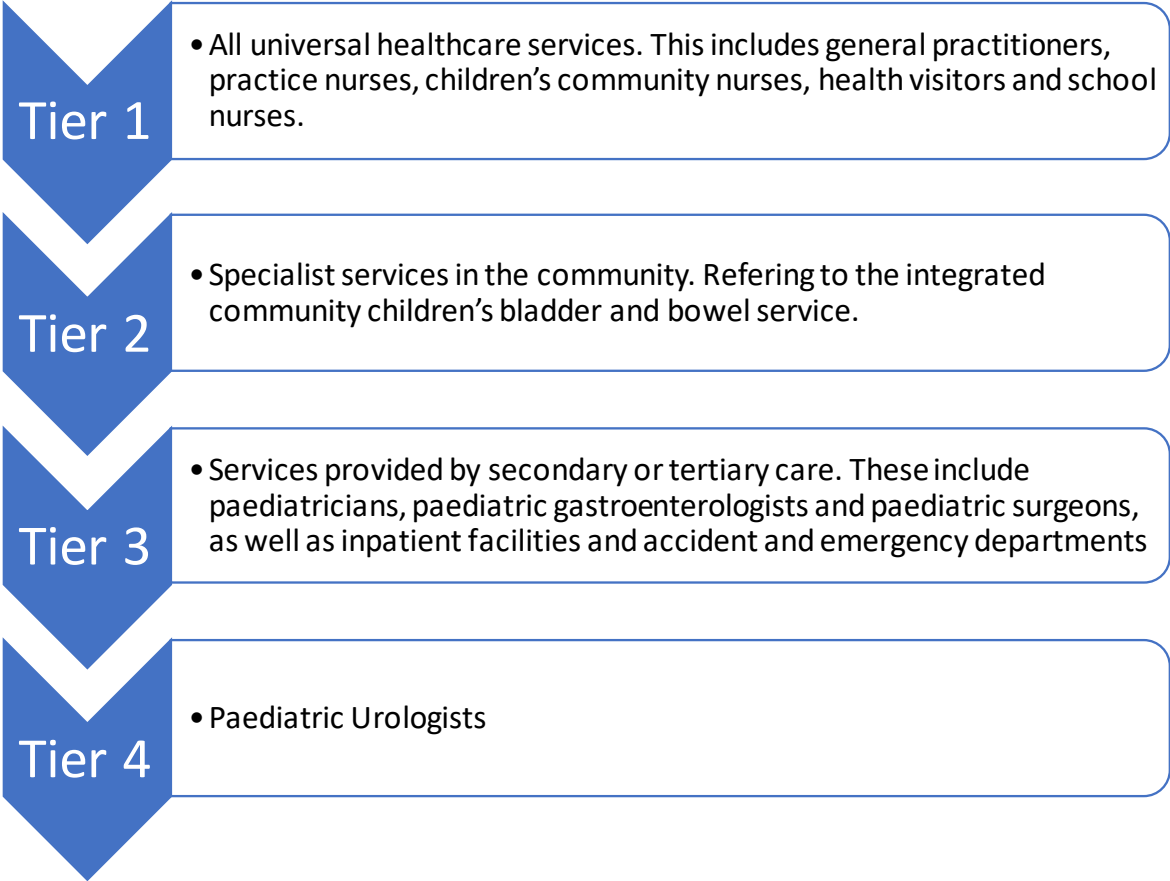 Tier 1
•All universal healthcare services. This includes general practitioners,
practice nurses, children’s community nurses, health visitors and school
nurses.
Tier 2
•Specialist services in the community. Refering to the integrated
community children’s bladder and bowel service.
Tier 3
•Services provided by secondary or tertiary care. These include
paediatricians, paediatric gastroenterologists and paediatric surgeons,
as well as inpatient facilities and accident and emergency departments
Tier 4
•Paediatric Urologists